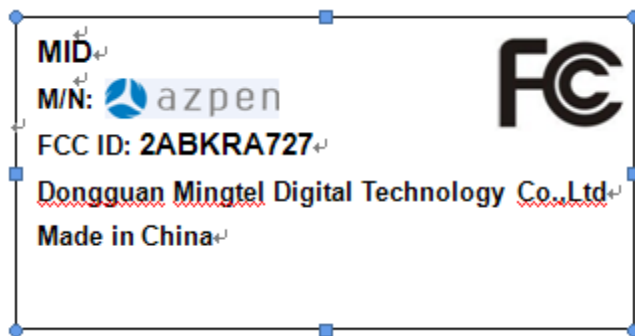 MID
M/N: azpen
FCC ID: 2ABKRA727
Dongguan Mingtel Digital Technology Co.,Ltd
Made in China
FC